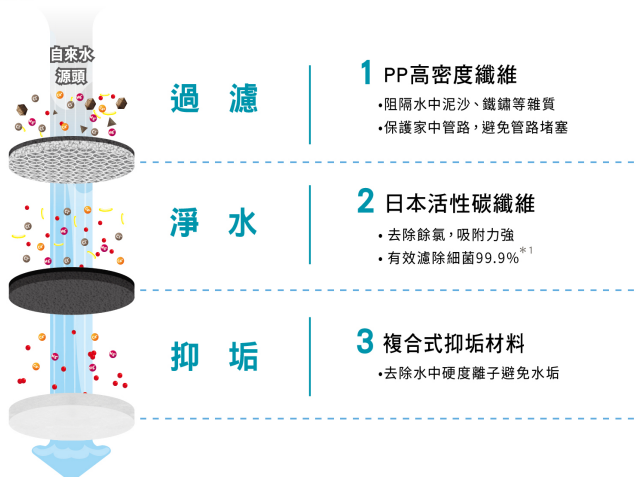 自來水
源頭
過濾
1 PP高密度纖維
•阻隔水中泥沙、鐵鏽等雜質
•保護家中管路，避免管路堵塞
淨水
2 日本活性碳纖維
• 去除餘氯，吸附力強
• 有效濾除細菌99.9%＊1
抑垢
3 複合式抑垢材料
•去除水中硬度離子避免水垢